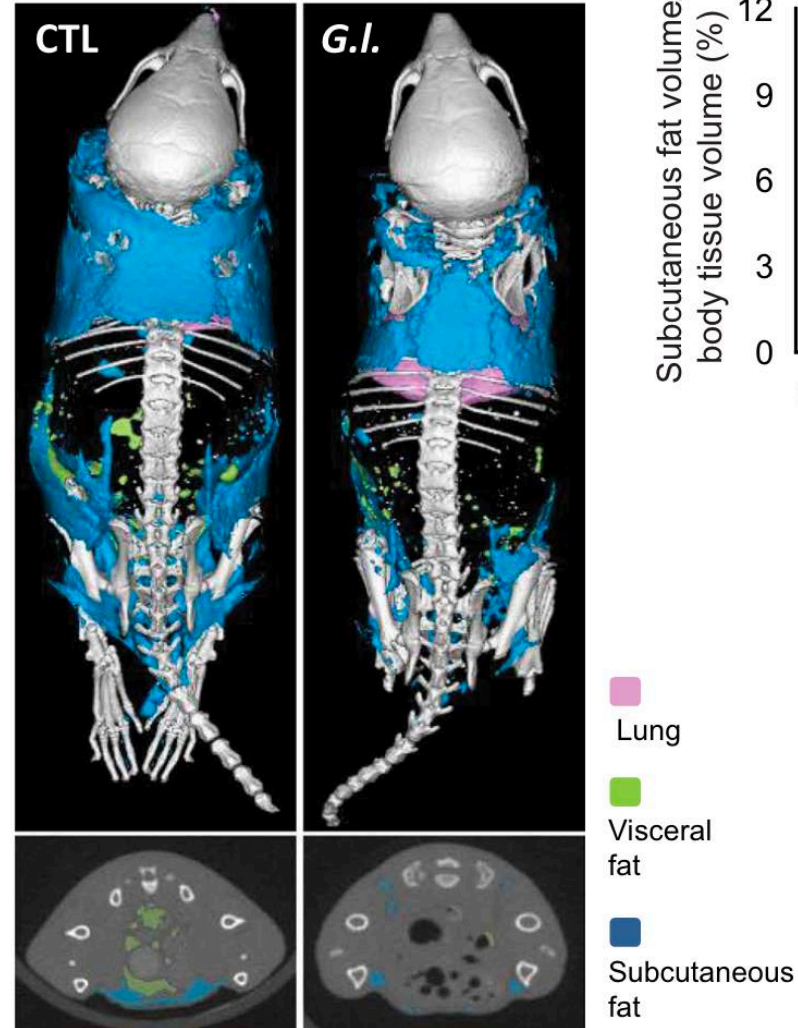 CTL
G.l.
Subcutaneous fat volume
body tissue volume (%)
12
9
6
3
0
Lung
Visceral
fat
Subcutaneous
fat